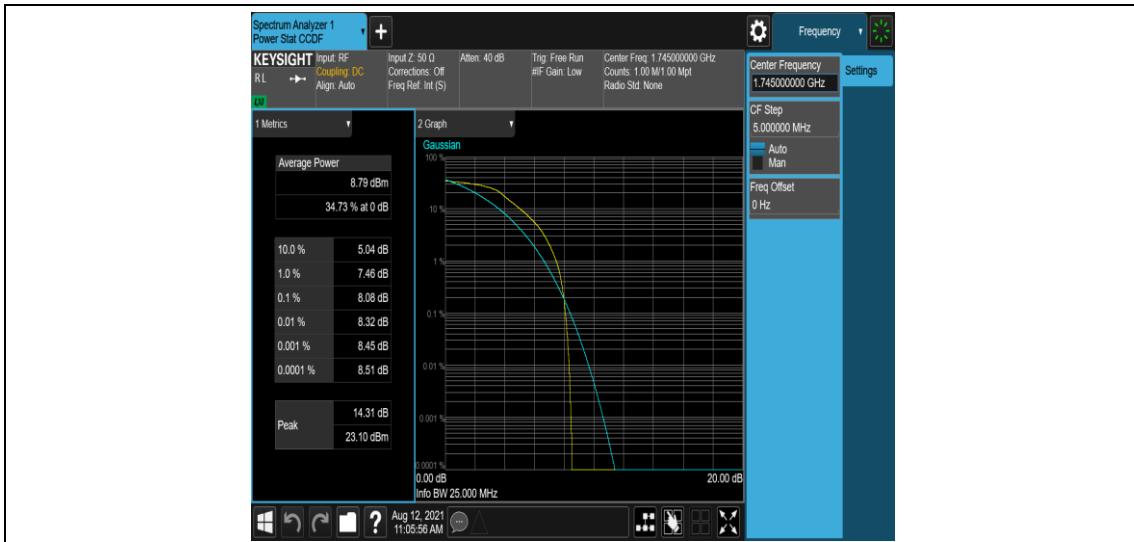 Spectrum Analyzer 1
Power Stat CCDF
+
Frequency
KEYSIGHT
RL
LM
Input: RF
Coupling: DC
Align: Auto
Input Z: 50 Ω
Corrections: Off
Freq Ref: Int (S)
Atten: 40 dB
Trig: Free Run
#IF Gain: Low
Center Freq: 1.745000000 GHz
Counts: 1.00 M/1.00 Mpt
Radio Std: None
Center Frequency
1.745000000 GHz
Settings
CF Step
5.000000 MHz
Auto
Man
Freq Offset
0 Hz
1 Metrics
Average Power
8.79 dBm
34.73 % at 0 dB
10.0 % 5.04 dB
1.0 % 7.46 dB
0.1 % 8.08 dB
0.01 % 8.32 dB
0.001 % 8.45 dB
0.0001 % 8.51 dB
Peak
14.31 dB
23.10 dBm
2 Graph
Gaussian
100 %
10 %
1 %
0.1 %
0.01 %
0.001 %
0.0001 %
0.00 dB
20.00 dB
Info BW 25.000 MHz
?
Aug 12, 2021
11:05:56 AM